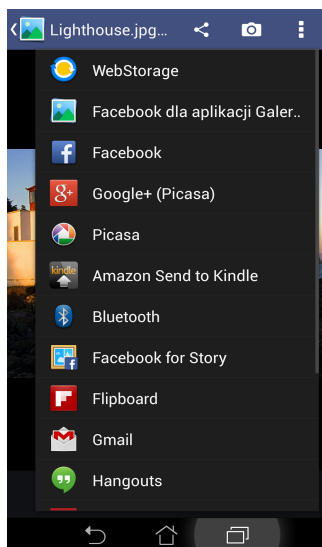 Lighthouse.jpg...
WebStorage
Facebook dla aplikacji Galer..
Facebook
Google+ (Picasa)
Picasa
kindle
Amazon Send to Kindle
Bluetooth
Facebook for Story
Flipboard
Gmail
Hangouts